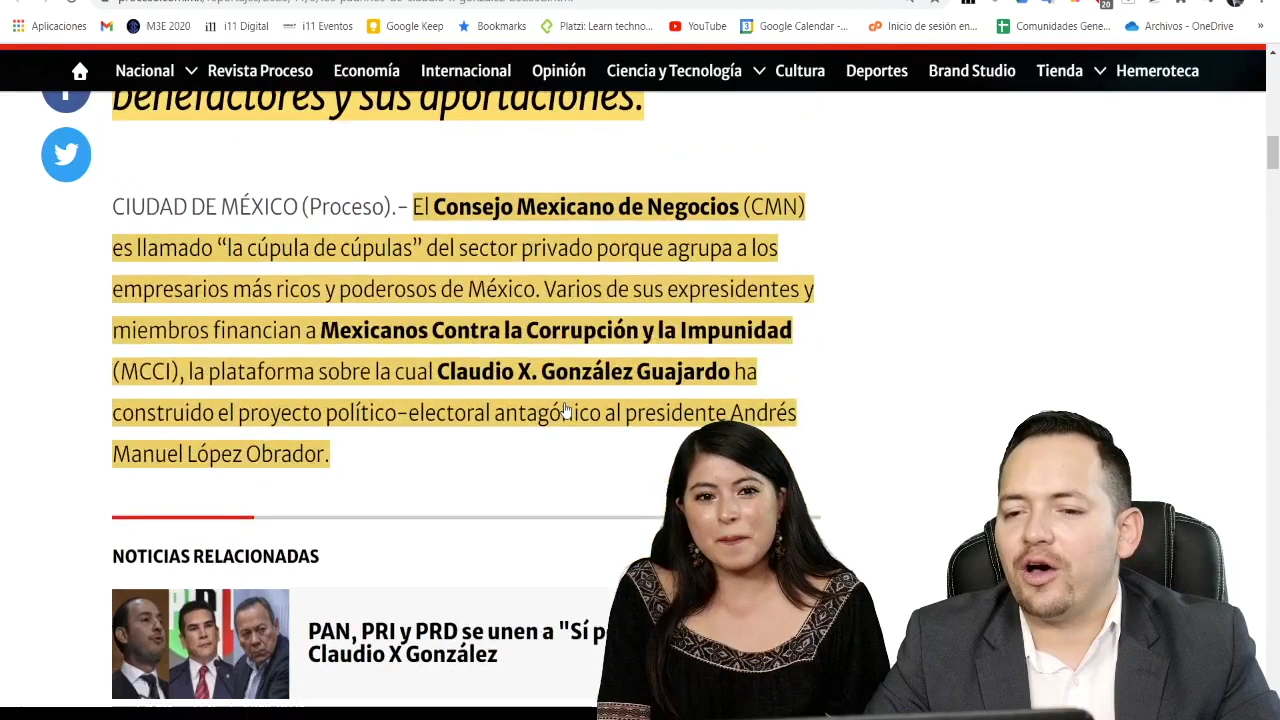 Aplicaciones M3E 2020 i11 Digital i11 Eventos Google Keep Bookmarks Platzi: Learn techno... YouTube Google Calendar -... Inicio de sesión en... Comunidades Gene... Archivos - OneDrive »
20
Nacional Revista Proceso Economía Internacional Opinión Ciencia y Tecnología Cultura Deportes Brand Studio Tienda Hemeroteca
benefactores y sus aportaciones.
CIUDAD DE MÉXICO (Proceso).- El Consejo Mexicano de Negocios (CMN)
es llamado “la cúpula de cúpulas” del sector privado porque agrupa a los
empresarios más ricos y poderosos de México. Varios de sus expresidentes y
miembros financian a Mexicanos Contra la Corrupción y la Impunidad
(MCCI), la plataforma sobre la cual Claudio X. González Guajardo ha
construido el proyecto político-electoral antagónico al presidente Andrés
Manuel López Obrador.
NOTICIAS RELACIONADAS
PAN, PRI y PRD se unen a "Sí
Claudio X González